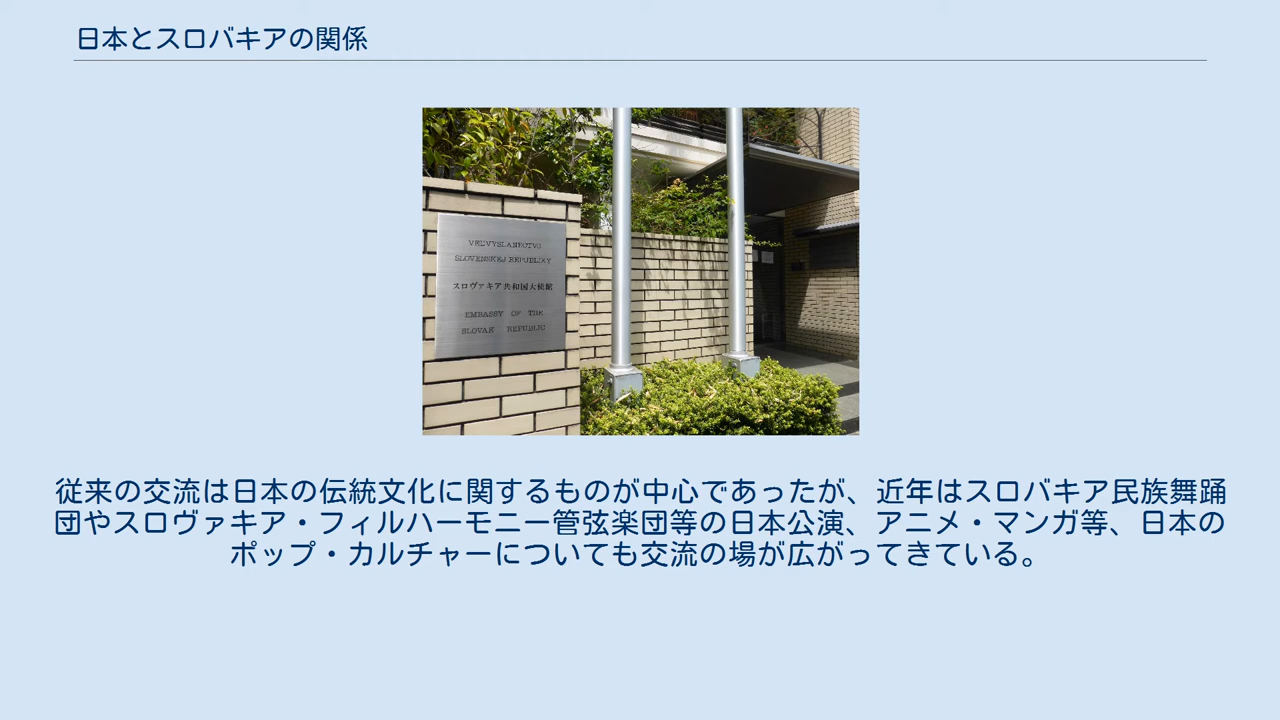 日本とスロバキアの関係
VEĽVYSLANECTVO
SLOVENSKEJ REPUBLIKY
スロヴァキア共和国大使館
EMBASSY OF THE
SLOVAK REPUBLIC
従来の交流は日本の伝統文化に関するものが中心であったが、近年はスロバキア民族舞踊
団やスロヴァキア・フィルハーモニー管弦楽団等の日本公演、アニメ・マンガ等、日本の
ポップ・カルチャーについても交流の場が広がってきている。